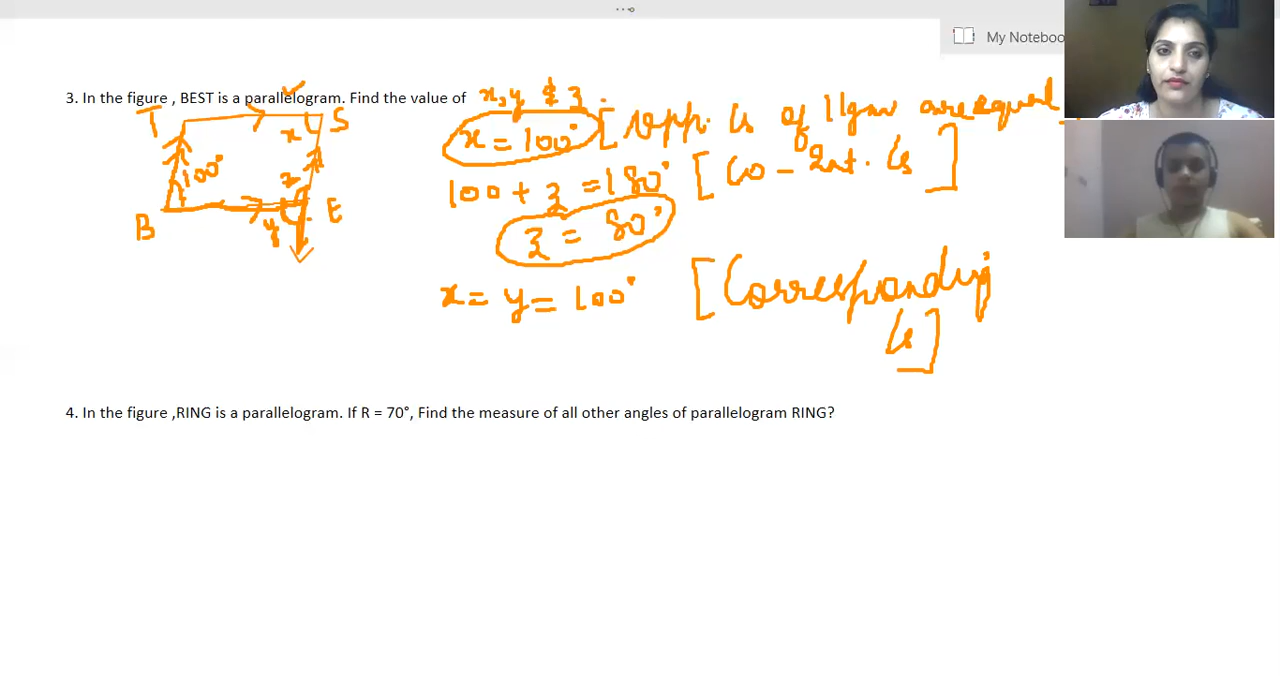 My Noteboo
3. In the figure , BEST is a parallelogram. Find the value of x, y & z.
T x S
100° z
B y E
x = 100° [Opp. ∠s of ||gm are equal
100 + z = 180° [Co-Int. ∠s]
z = 80°
x = y = 100° [Corresponding
∠s]
4. In the figure ,RING is a parallelogram. If R = 70°, Find the measure of all other angles of parallelogram RING?